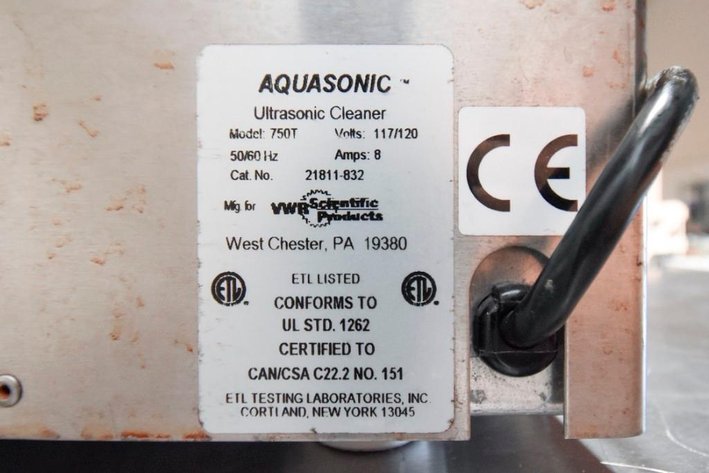 AQUASONIC ™
Ultrasonic Cleaner
Model: 750T Volts: 117/120
50/60 Hz Amps: 8
Cat. No. 21811-832
Mfg for VWR Scientific Products
West Chester, PA 19380
ETL LISTED
CONFORMS TO
UL STD. 1262
CERTIFIED TO
CAN/CSA C22.2 NO. 151
ETL TESTING LABORATORIES, INC.
CORTLAND, NEW YORK 13045
ETL
ETL
CE